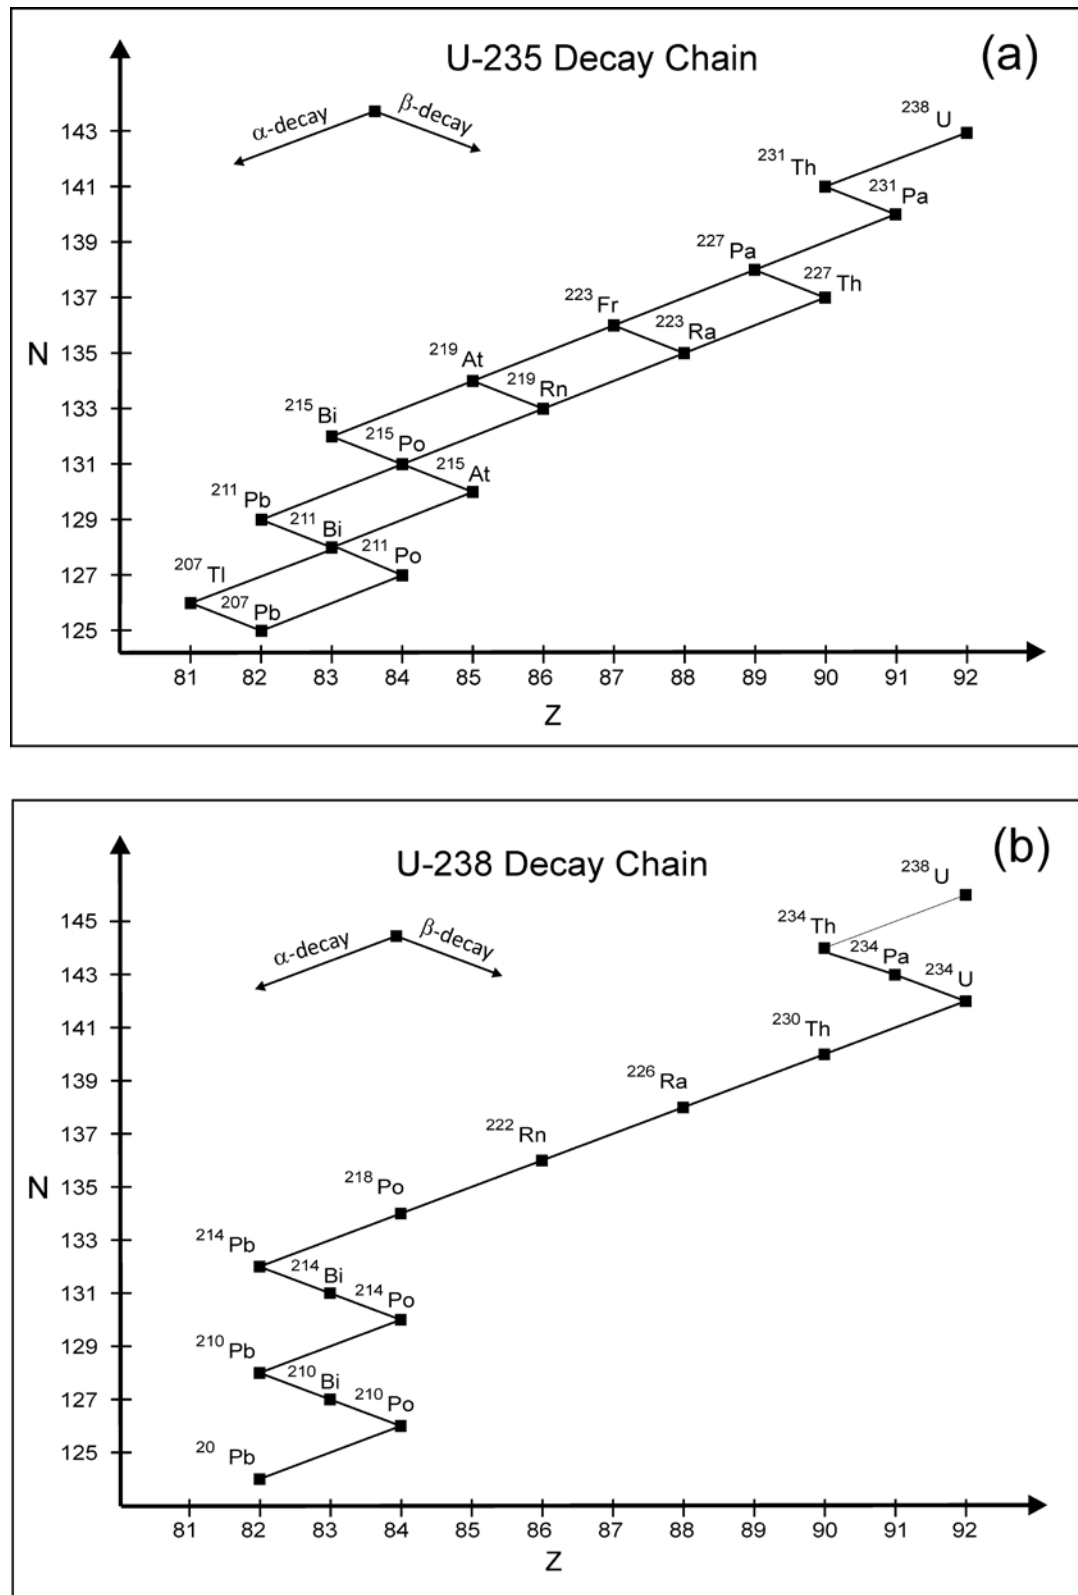 (a)
U-235 Decay Chain
α-decay
β-decay
238 U
231 Th
231 Pa
227 Pa
227 Th
223 Fr
223 Ra
219 At
219 Rn
215 Bi
215 Po
215 At
211 Pb
211 Bi
211 Po
207 Tl
207 Pb
N
143
141
139
137
135
133
131
129
127
125
81 82 83 84 85 86 87 88 89 90 91 92
Z
(b)
U-238 Decay Chain
α-decay
β-decay
238 U
234 Th
234 Pa
234 U
230 Th
226 Ra
222 Rn
218 Po
214 Pb
214 Bi
214 Po
210 Pb
210 Bi
210 Po
20 Pb
N
145
143
141
139
137
135
133
131
129
127
125
81 82 83 84 85 86 87 88 89 90 91 92
Z